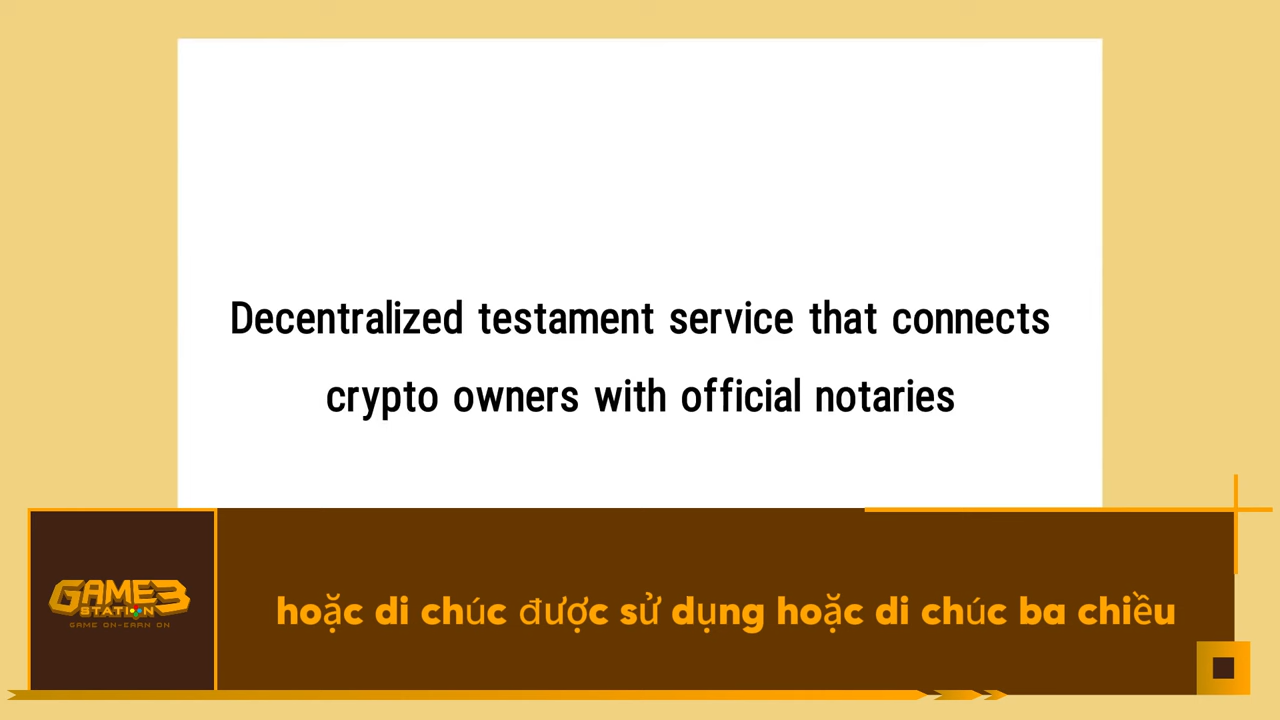 Decentralized testament service that connects
crypto owners with official notaries
GAME3
STATION
GAME ON-EARN ON
hoặc di chúc được sử dụng hoặc di chúc ba chiều